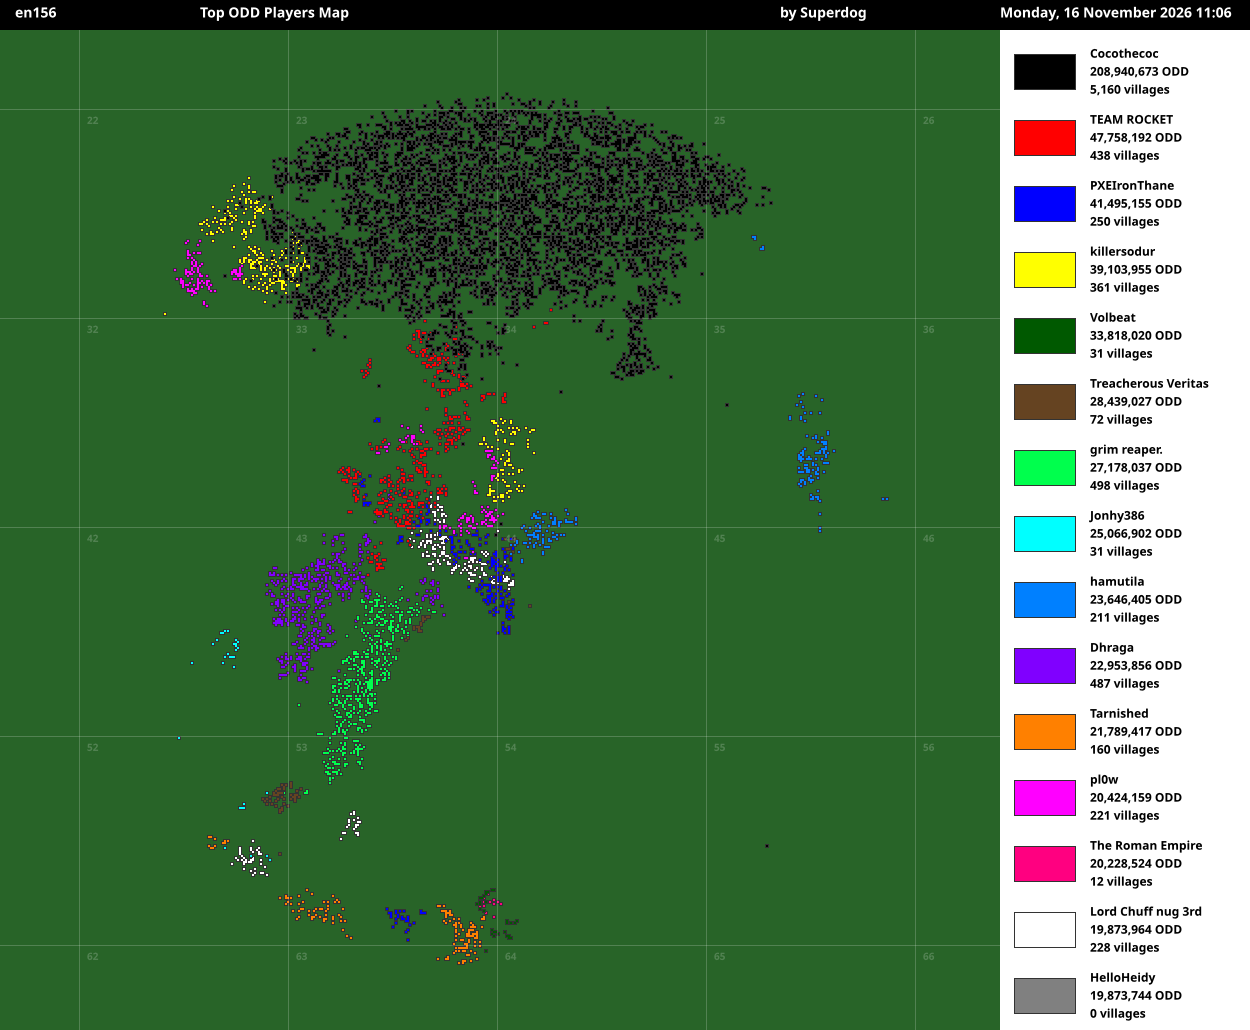 en156 Top ODD Players Map by Superdog Monday, 16 November 2026 11:06
Cocothecoc
208,940,673 ODD
5,160 villages
TEAM ROCKET
47,758,192 ODD
438 villages
PXEIronThane
41,495,155 ODD
250 villages
killersodur
39,103,955 ODD
361 villages
Volbeat
33,818,020 ODD
31 villages
Treacherous Veritas
28,439,027 ODD
72 villages
grim reaper.
27,178,037 ODD
498 villages
Jonhy386
25,066,902 ODD
31 villages
hamutila
23,646,405 ODD
211 villages
Dhraga
22,953,856 ODD
487 villages
Tarnished
21,789,417 ODD
160 villages
pl0w
20,424,159 ODD
221 villages
The Roman Empire
20,228,524 ODD
12 villages
Lord Chuff nug 3rd
19,873,964 ODD
228 villages
HelloHeidy
19,873,744 ODD
0 villages
22 23 25 26
32 33 34 35 36
42 43 45 46
52 53 54 55 56
62 63 64 65 66